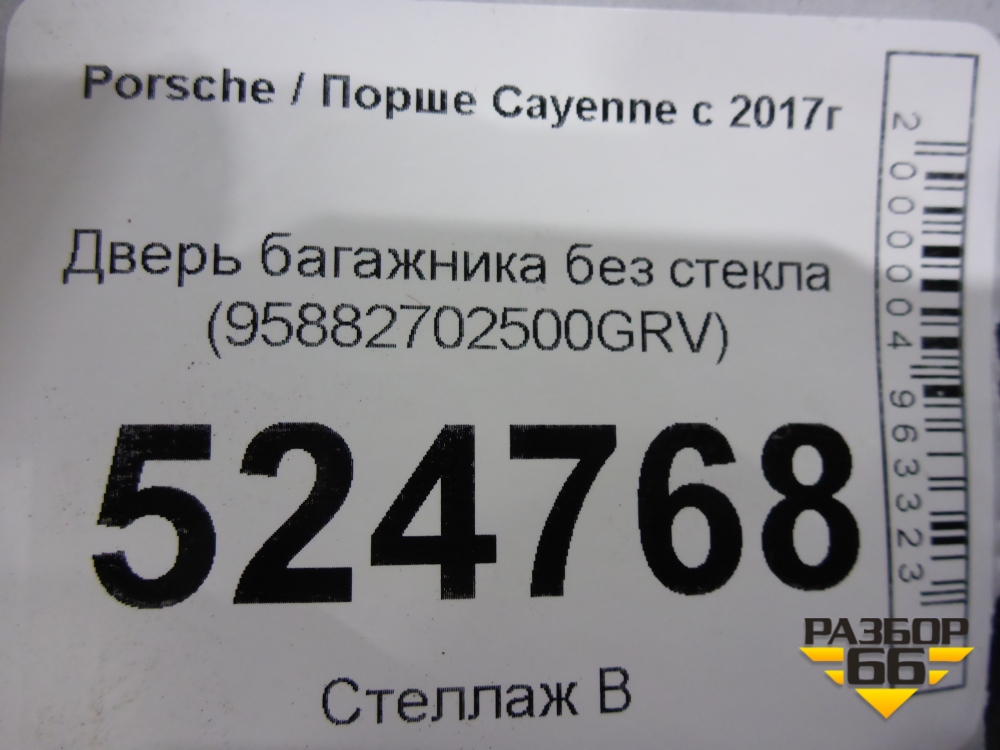 Porsche / Порше Cayenne с 2017г
Дверь багажника без стекла
(95882702500GRV)
524768
Стеллаж В
2000004963323
РАЗБОР
66